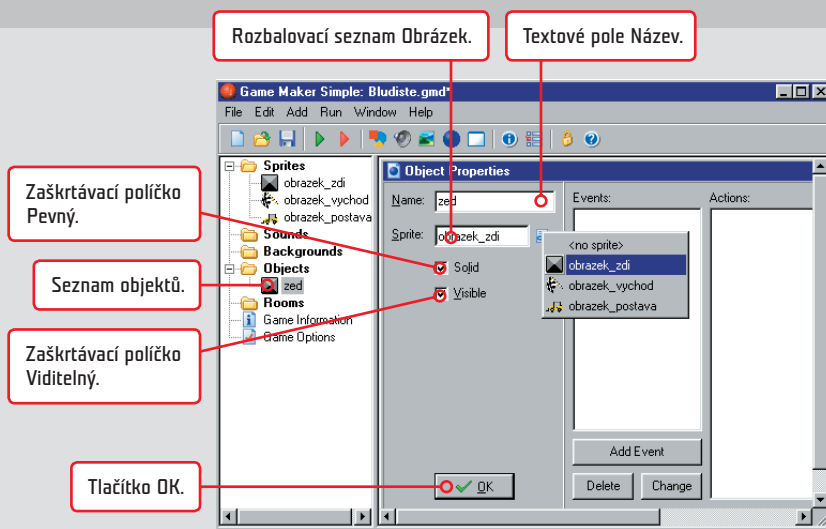 Rozbalovací seznam Obrázek.
Textové pole Název.
Game Maker Simple: Bludiste.gmd*
File Edit Add Run Window Help
Sprites
obrazek_zdi
obrazek_vychod
obrazek_postava
Sounds
Backgrounds
Objects
zed
Rooms
Game Information
Game Options
Object Properties
Name: zed
Sprite: obrazek_zdi
Solid
Visible
OK
Events:
Actions:
<no sprite>
obrazek_zdi
obrazek_vychod
obrazek_postava
Add Event
Delete Change
Zaškrtávací políčko
Pevný.
Seznam objektů.
Zaškrtávací políčko
Viditelný.
Tlačítko OK.